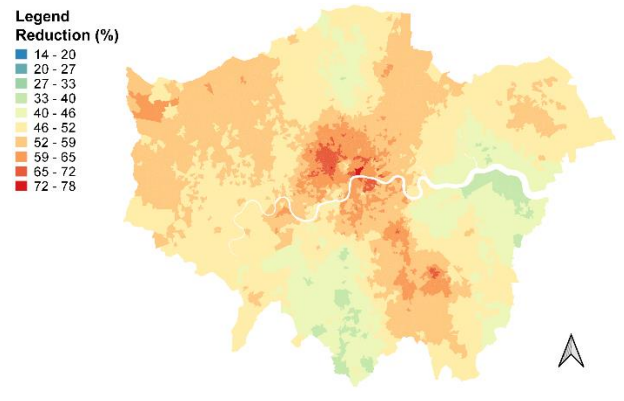 Legend
Reduction (%)
14 - 20
20 - 27
27 - 33
33 - 40
40 - 46
46 - 52
52 - 59
59 - 65
65 - 72
72 - 78